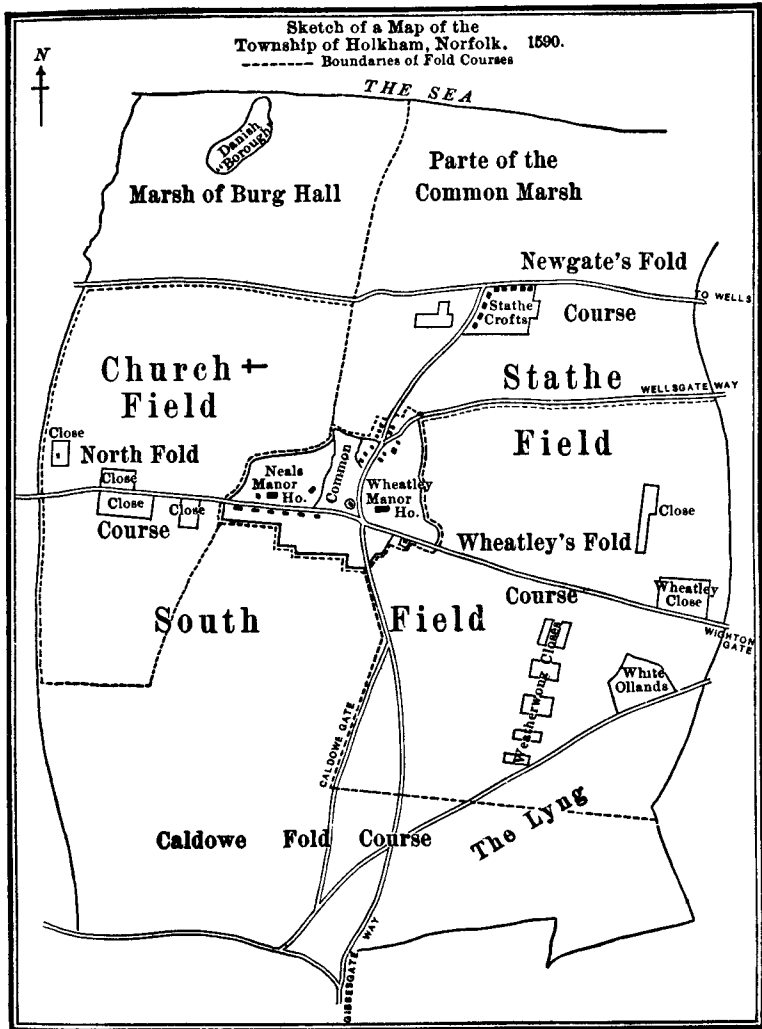 Sketch of a Map of the
Township of Holkham, Norfolk. 1590.
-------- Boundaries of Fold Courses
N
THE SEA
Danish
"Borough"
Marsh of Burg Hall
Parte of the
Common Marsh
Newgate's Fold
TO WELLS
Stathe
Crofts
Course
Church
Field
Stathe
WELLSGATE WAY
Field
Close
North Fold
Close
Close
Close
Course
Neals
Manor
Ho.
Common
Wheatley
Manor
Ho.
Close
Wheatley's Fold
Course
Wheatley
Close
WIGHTON
GATE
South Field
Weatherwong Closes
White
Ollands
CALDOWE GATE
The Lyng
Caldowe Fold Course
GIBBESGATE WAY